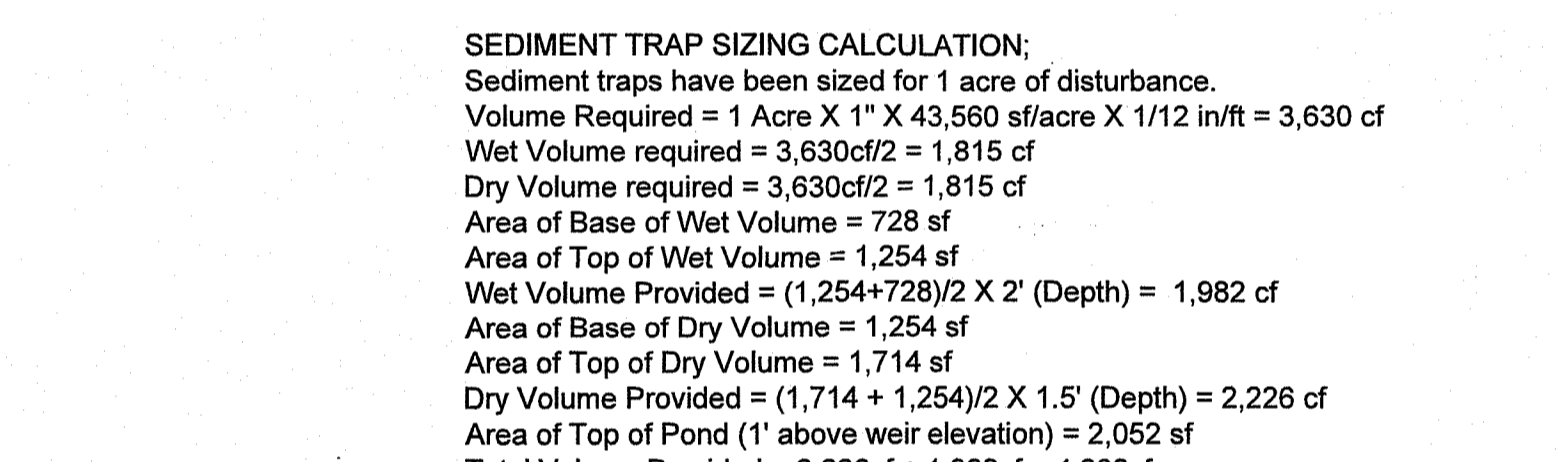 SEDIMENT TRAP SIZING CALCULATION;
Sediment traps have been sized for 1 acre of disturbance.
Volume Required = 1 Acre X 1" X 43,560 sf/acre X 1/12 in/ft = 3,630 cf
Wet Volume required = 3,630cf/2 = 1,815 cf
Dry Volume required = 3,630cf/2 = 1,815 cf
Area of Base of Wet Volume = 728 sf
Area of Top of Wet Volume = 1,254 sf
Wet Volume Provided = (1,254+728)/2 X 2' (Depth) =  1,982 cf
Area of Base of Dry Volume = 1,254 sf
Area of Top of Dry Volume = 1,714 sf
Dry Volume Provided = (1,714 + 1,254)/2 X 1.5' (Depth) = 2,226 cf
Area of Top of Pond (1' above weir elevation) = 2,052 sf